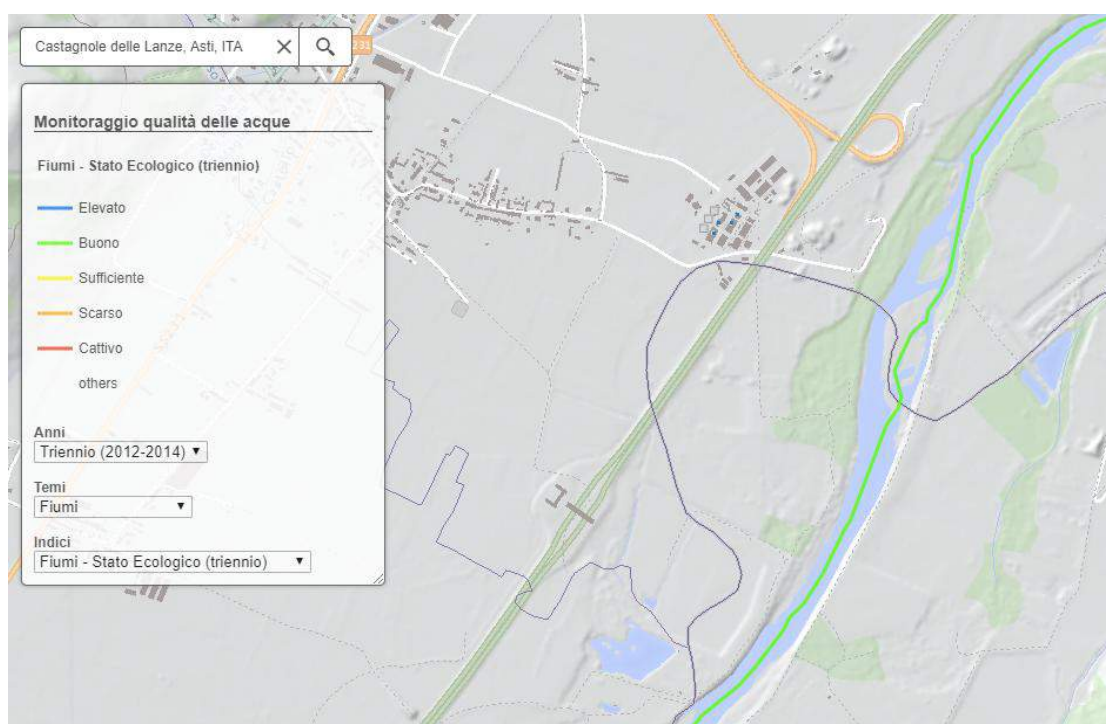 Castagnole delle Lanze, Asti, ITA
231
Monitoraggio qualità delle acque
Fiumi - Stato Ecologico (triennio)
Elevato
Buono
Sufficiente
Scarso
Cattivo
others
Anni
Triennio (2012-2014)
Temi
Fiumi
Indici
Fiumi - Stato Ecologico (triennio)